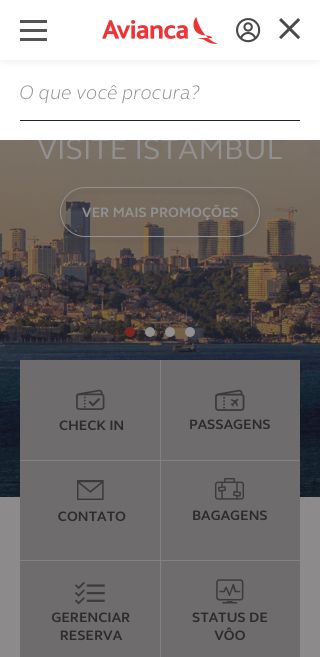 Avianca
O que você procura?
VISITE ISTAMBUL
VER MAIS PROMOÇÕES
CHECK IN
PASSAGENS
CONTATO
BAGAGENS
GERENCIAR
RESERVA
STATUS DE
VÔO